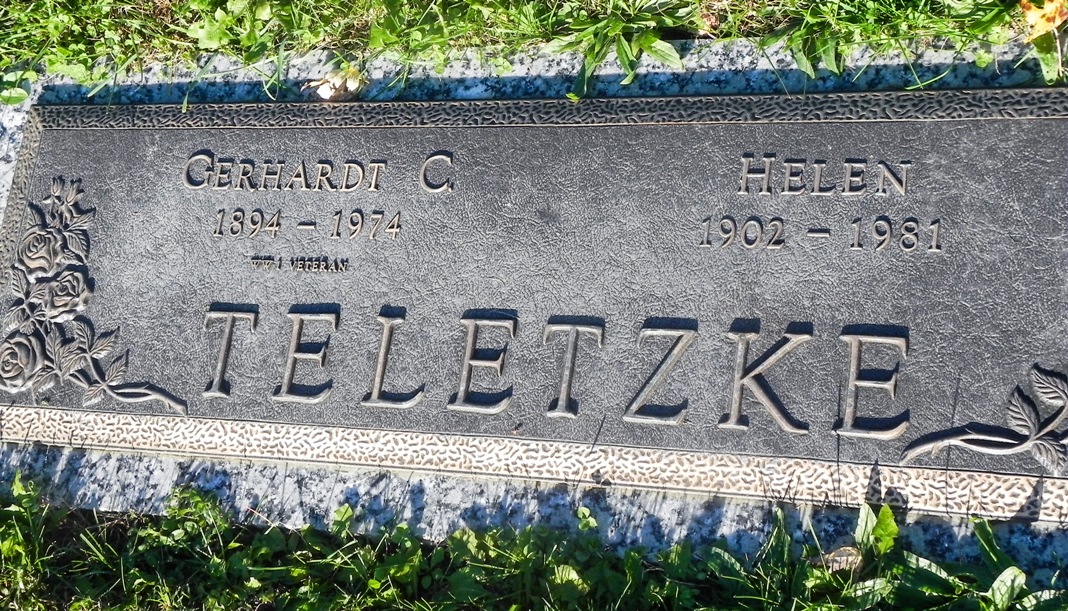 GERHARDT C. HELEN
1894 – 1974 1902 – 1981
WW I VETERAN
TELETZKE